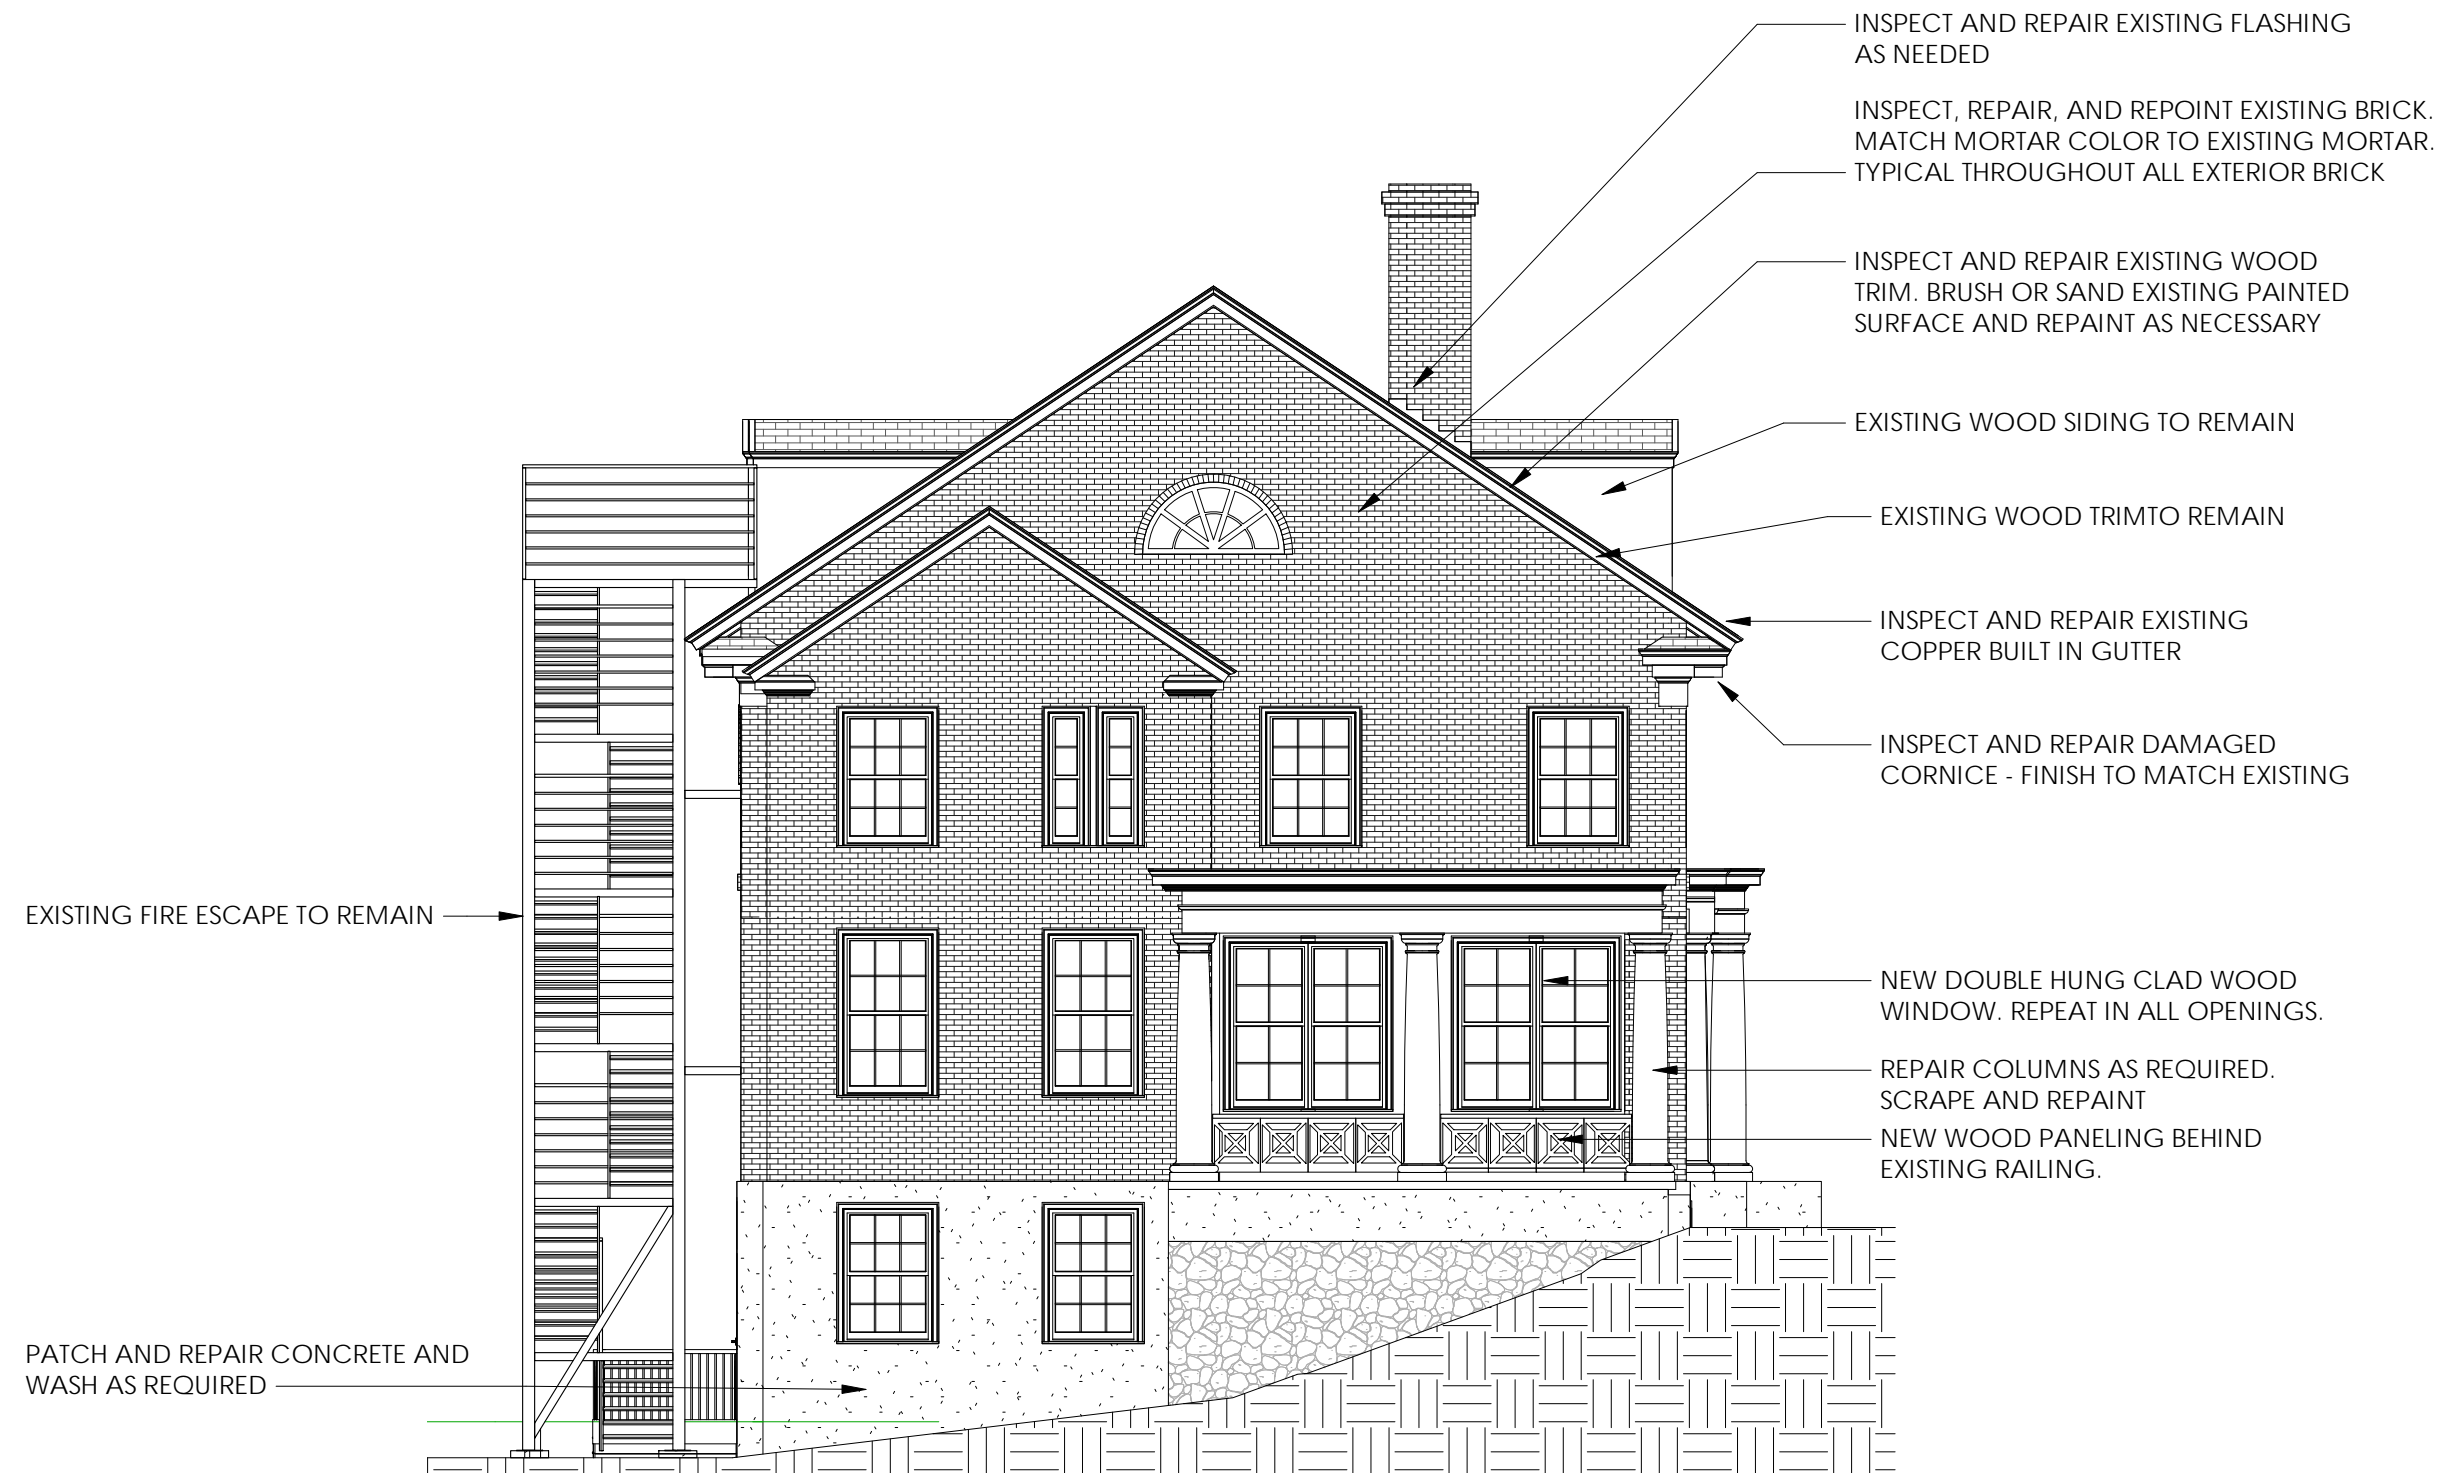 INSPECT AND REPAIR EXISTING FLASHING
AS NEEDED
INSPECT, REPAIR, AND REPOINT EXISTING BRICK.
MATCH MORTAR COLOR TO EXISTING MORTAR.
TYPICAL THROUGHOUT ALL EXTERIOR BRICK
INSPECT AND REPAIR EXISTING WOOD
TRIM. BRUSH OR SAND EXISTING PAINTED
SURFACE AND REPAINT AS NECESSARY
EXISTING WOOD SIDING TO REMAIN
EXISTING WOOD TRIMTO REMAIN
INSPECT AND REPAIR EXISTING
COPPER BUILT IN GUTTER
INSPECT AND REPAIR DAMAGED
CORNICE - FINISH TO MATCH EXISTING
EXISTING FIRE ESCAPE TO REMAIN
NEW DOUBLE HUNG CLAD WOOD
WINDOW. REPEAT IN ALL OPENINGS.
REPAIR COLUMNS AS REQUIRED.
SCRAPE AND REPAINT
NEW WOOD PANELING BEHIND
EXISTING RAILING.
PATCH AND REPAIR CONCRETE AND
WASH AS REQUIRED